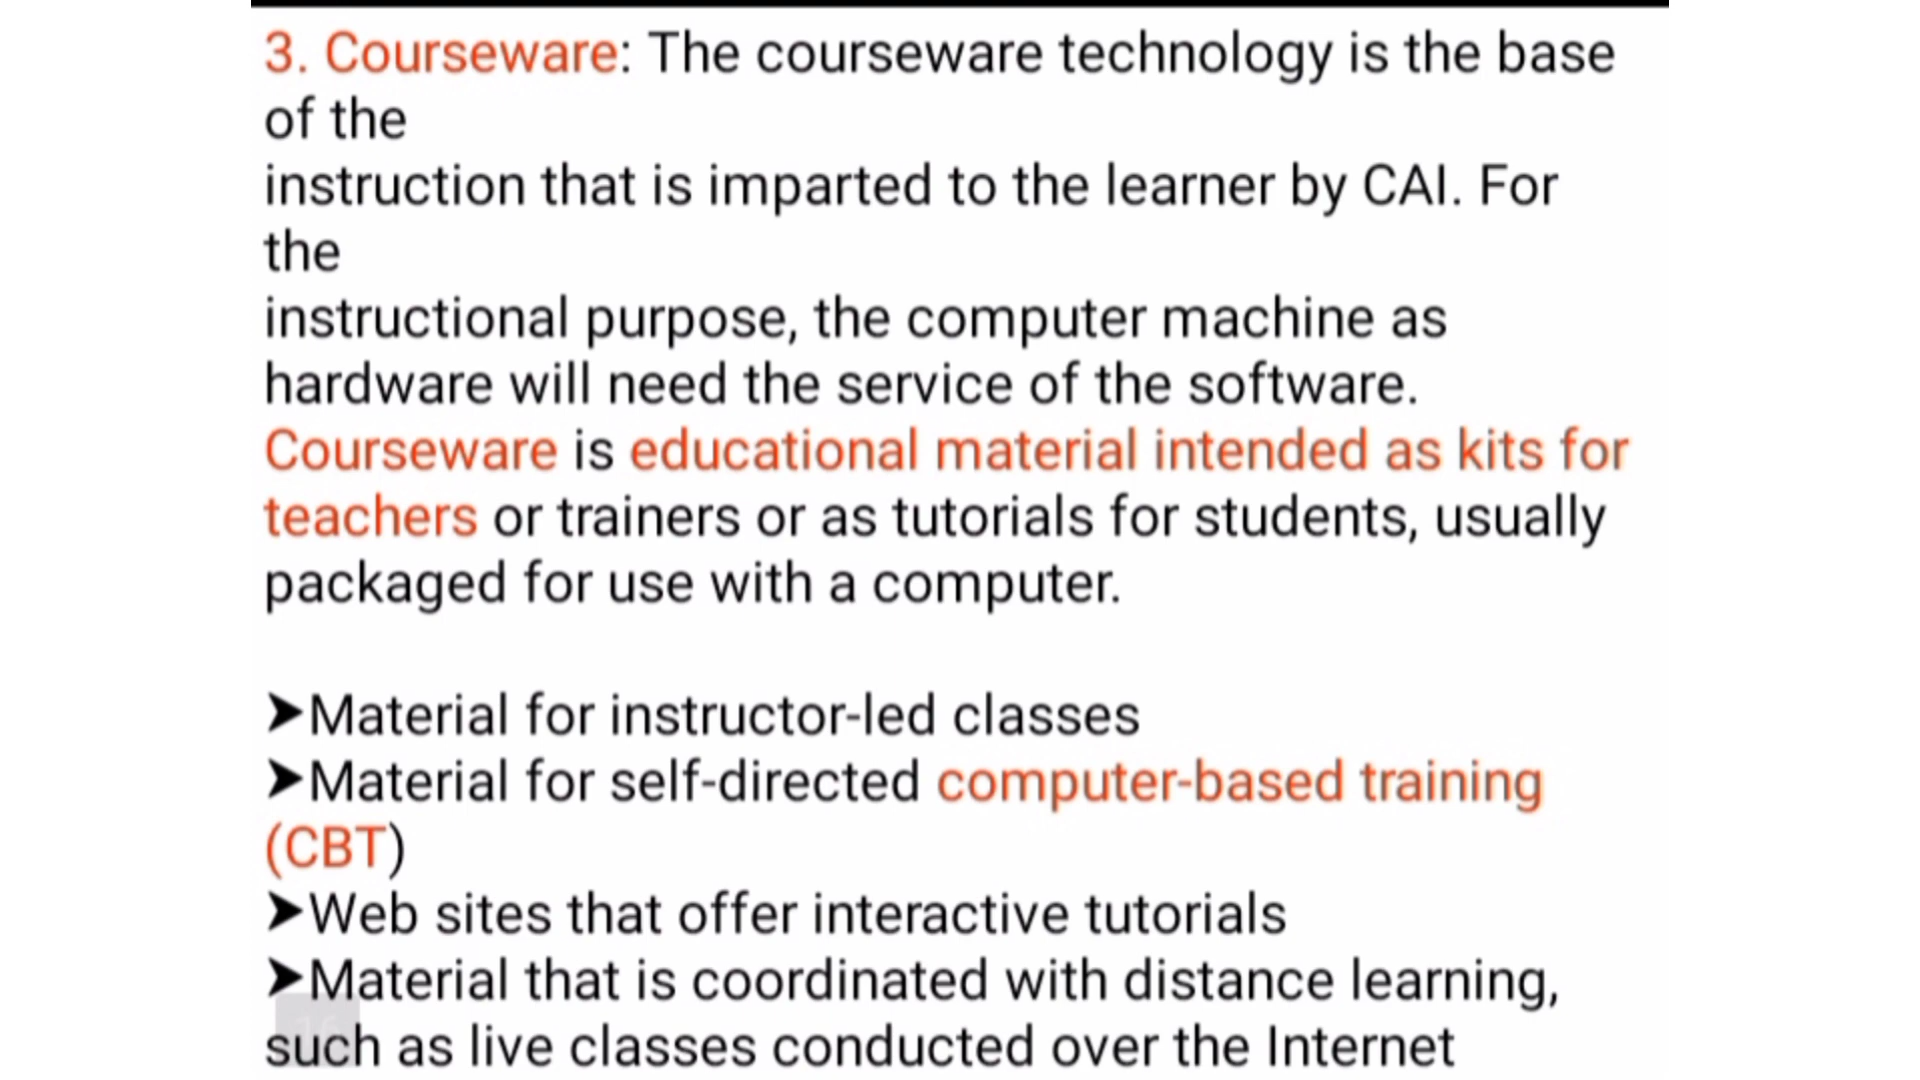 3. Courseware: The courseware technology is the base
of the
instruction that is imparted to the learner by CAI. For
the
instructional purpose, the computer machine as
hardware will need the service of the software.
Courseware is educational material intended as kits for
teachers or trainers or as tutorials for students, usually
packaged for use with a computer.
➤Material for instructor-led classes
➤Material for self-directed computer-based training
(CBT)
➤Web sites that offer interactive tutorials
➤Material that is coordinated with distance learning,
such as live classes conducted over the Internet